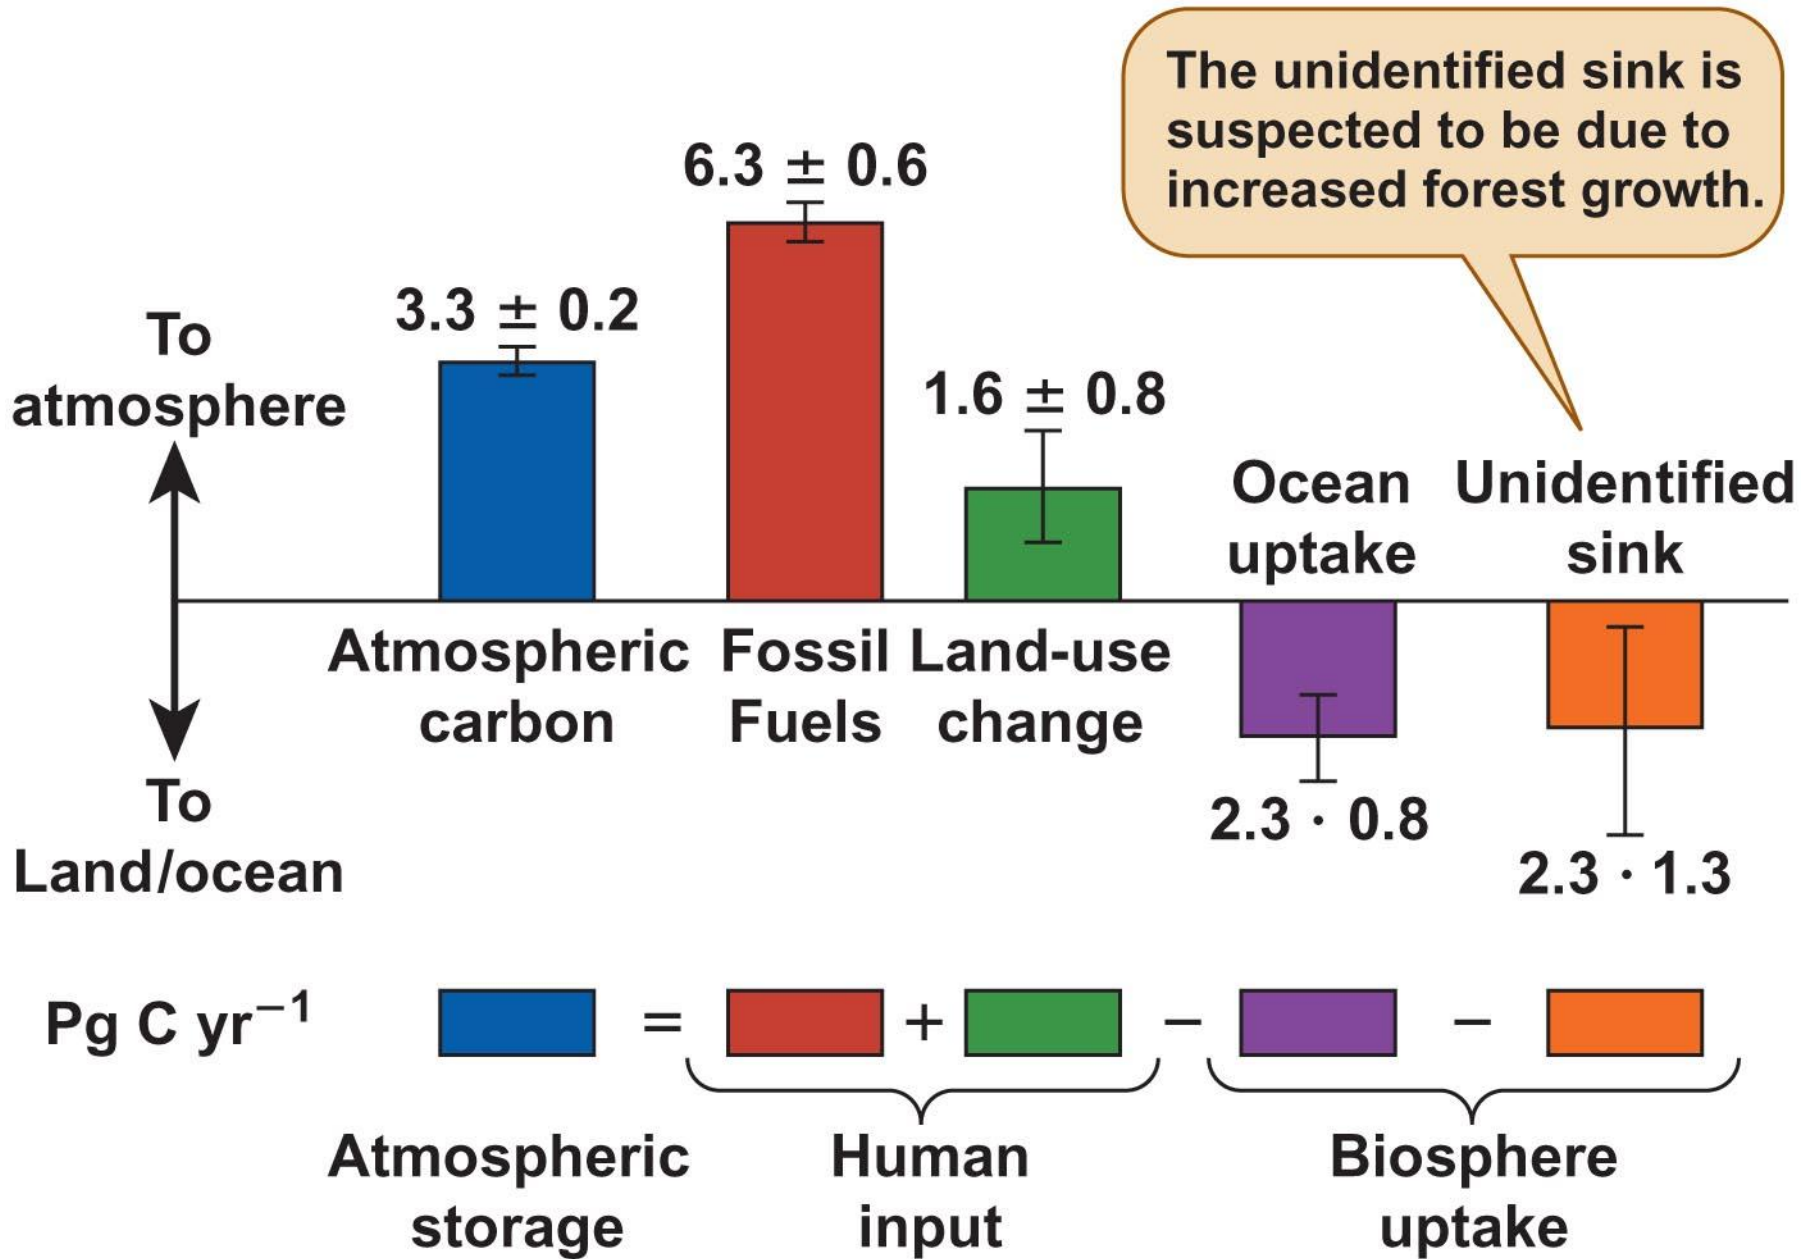 The unidentified sink is
suspected to be due to
increased forest growth.
6.3 ± 0.6
3.3 ± 0.2
1.6 ± 0.8
To
atmosphere
Ocean
uptake
Unidentified
sink
Atmospheric
carbon
Fossil
Fuels
Land-use
change
To
Land/ocean
2.3 · 0.8
2.3 · 1.3
Pg C yr⁻¹
= + − −
Atmospheric
storage
Human
input
Biosphere
uptake